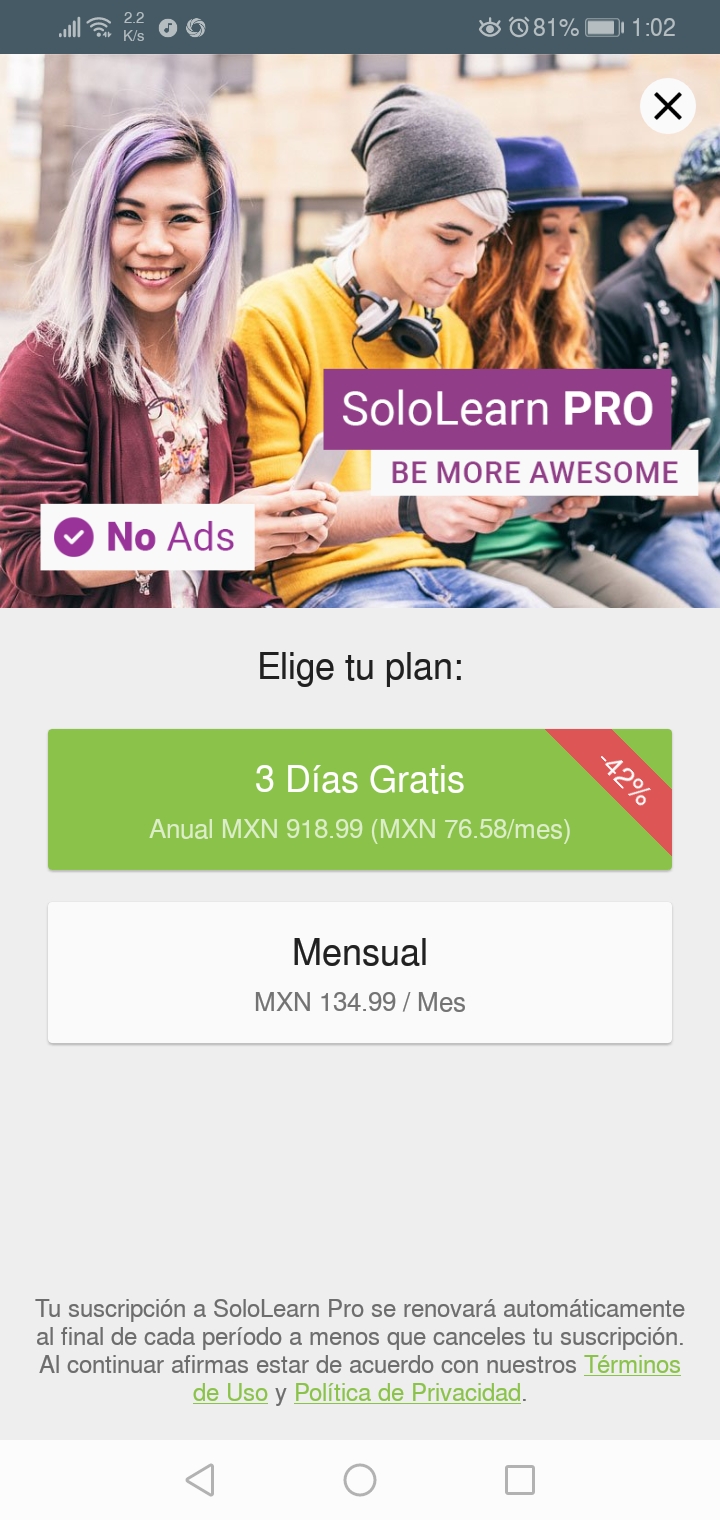 2.2
K/s
81%
1:02
SoloLearn PRO
BE MORE AWESOME
No Ads
Elige tu plan:
-42%
3 Días Gratis
Anual MXN 918.99 (MXN 76.58/mes)
Mensual
MXN 134.99 / Mes
Tu suscripción a SoloLearn Pro se renovará automáticamente
al final de cada período a menos que canceles tu suscripción.
Al continuar afirmas estar de acuerdo con nuestros Términos
de Uso y Política de Privacidad.